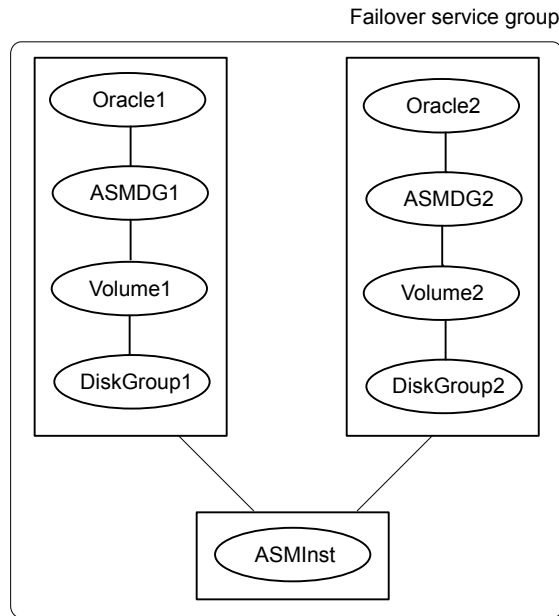 Failover service group
Oracle1
ASMDG1
Volume1
DiskGroup1
Oracle2
ASMDG2
Volume2
DiskGroup2
ASMInst